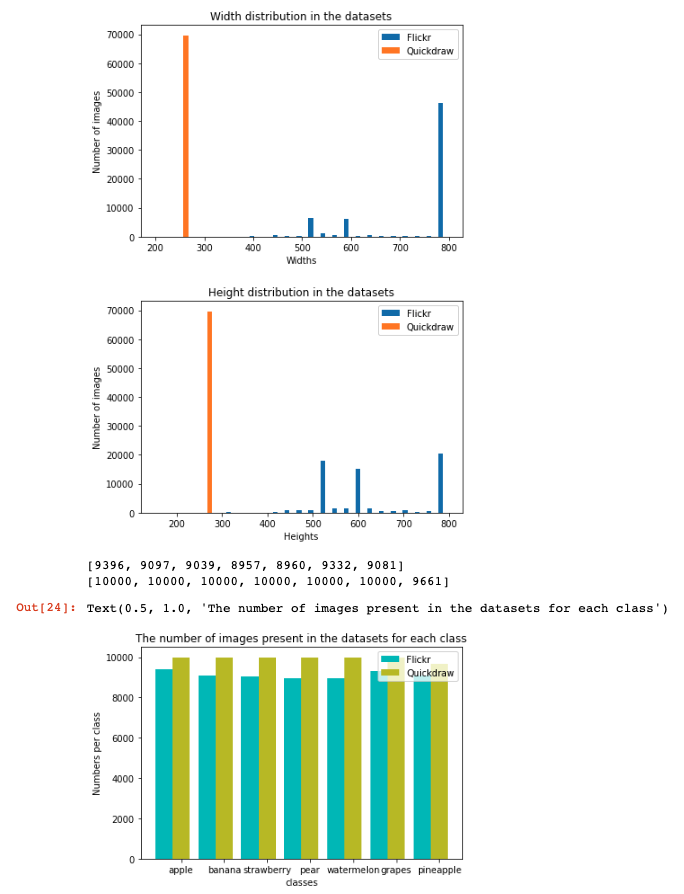 Width distribution in the datasets
70000
60000
50000
40000
30000
20000
10000
0
Number of images
Flickr
Quickdraw
200 300 400 500 600 700 800
Widths
Height distribution in the datasets
70000
60000
50000
40000
30000
20000
10000
0
Number of images
Flickr
Quickdraw
200 300 400 500 600 700 800
Heights
[9396, 9097, 9039, 8957, 8960, 9332, 9081]
[10000, 10000, 10000, 10000, 10000, 10000, 9661]
Out[24]: Text(0.5, 1.0, 'The number of images present in the datasets for each class')
The number of images present in the datasets for each class
10000
8000
6000
4000
2000
0
Numbers per class
Flickr
Quickdraw
apple banana strawberry pear watermelon grapes pineapple
classes